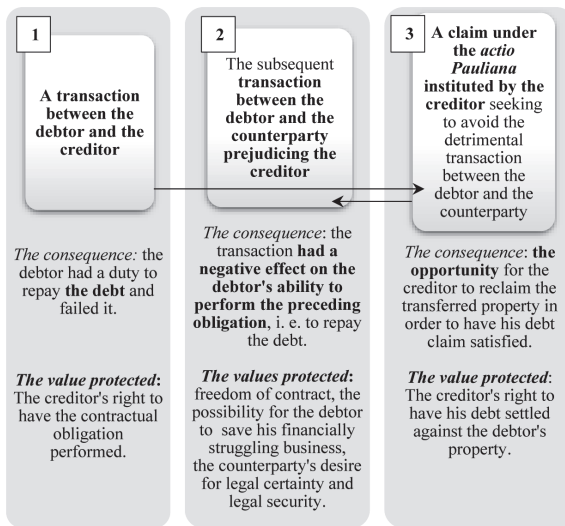 1
A transaction
between the
debtor and the
creditor
The consequence: the
debtor had a duty to
repay the debt and
failed it.
The value protected:
The creditor's right to
have the contractual
obligation
performed.
2
The subsequent
transaction
between the
debtor and the
counterparty
prejudicing the
creditor
The consequence: the
transaction had a
negative effect on the
debtor's ability to
perform the preceding
obligation, i. e. to repay
the debt.
The values protected:
freedom of contract, the
possibility for the debtor
to save his financially
struggling business,
the counterparty's desire
for legal certainty and
legal security.
3
A claim under
the actio
Pauliana
instituted by the
creditor seeking
to avoid the
detrimental
transaction
between the
debtor and the
counterparty
The consequence: the
opportunity for the
creditor to reclaim the
transferred property in
order to have his debt
claim satisfied.
The value protected:
The creditor's right to
have his debt settled
against the debtor's
property.